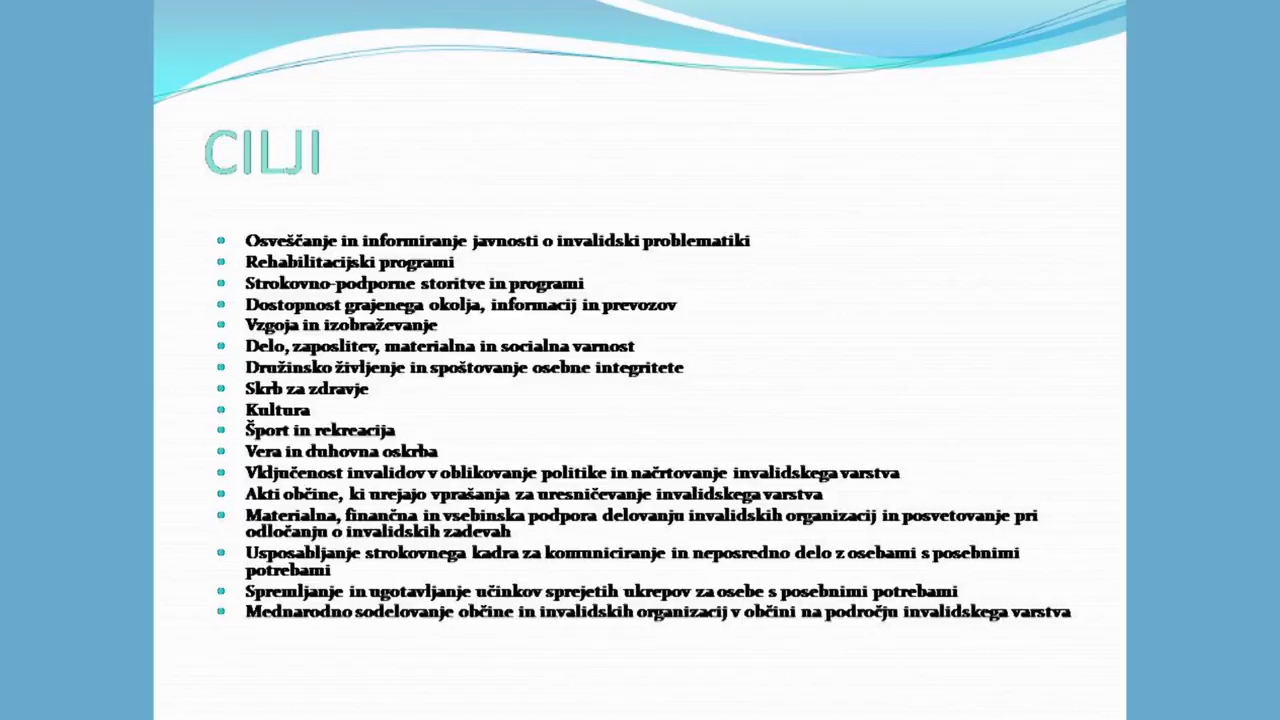 CILJI
Osveščanje in informiranje javnosti o invalidski problematiki
Rehabilitacijski programi
Strokovno-podporne storitve in programi
Dostopnost grajenega okolja, informacij in prevozov
Vzgoja in izobraževanje
Delo, zaposlitev, materialna in socialna varnost
Družinsko življenje in spoštovanje osebne integritete
Skrb za zdravje
Kultura
Šport in rekreacija
Vera in duhovna oskrba
Vključenost invalidov v oblikovanje politike in načrtovanje invalidskega varstva
Akti občine, ki urejajo vprašanja za uresničevanje invalidskega varstva
Materialna, finančna in vsebinska podpora delovanju invalidskih organizacij in posvetovanje pri
odločanju o invalidskih zadevah
Usposabljanje strokovnega kadra za komuniciranje in neposredno delo z osebami s posebnimi
potrebami
Spremljanje in ugotavljanje učinkov sprejetih ukrepov za osebe s posebnimi potrebami
Mednarodno sodelovanje občine in invalidskih organizacij v občini na področju invalidskega varstva